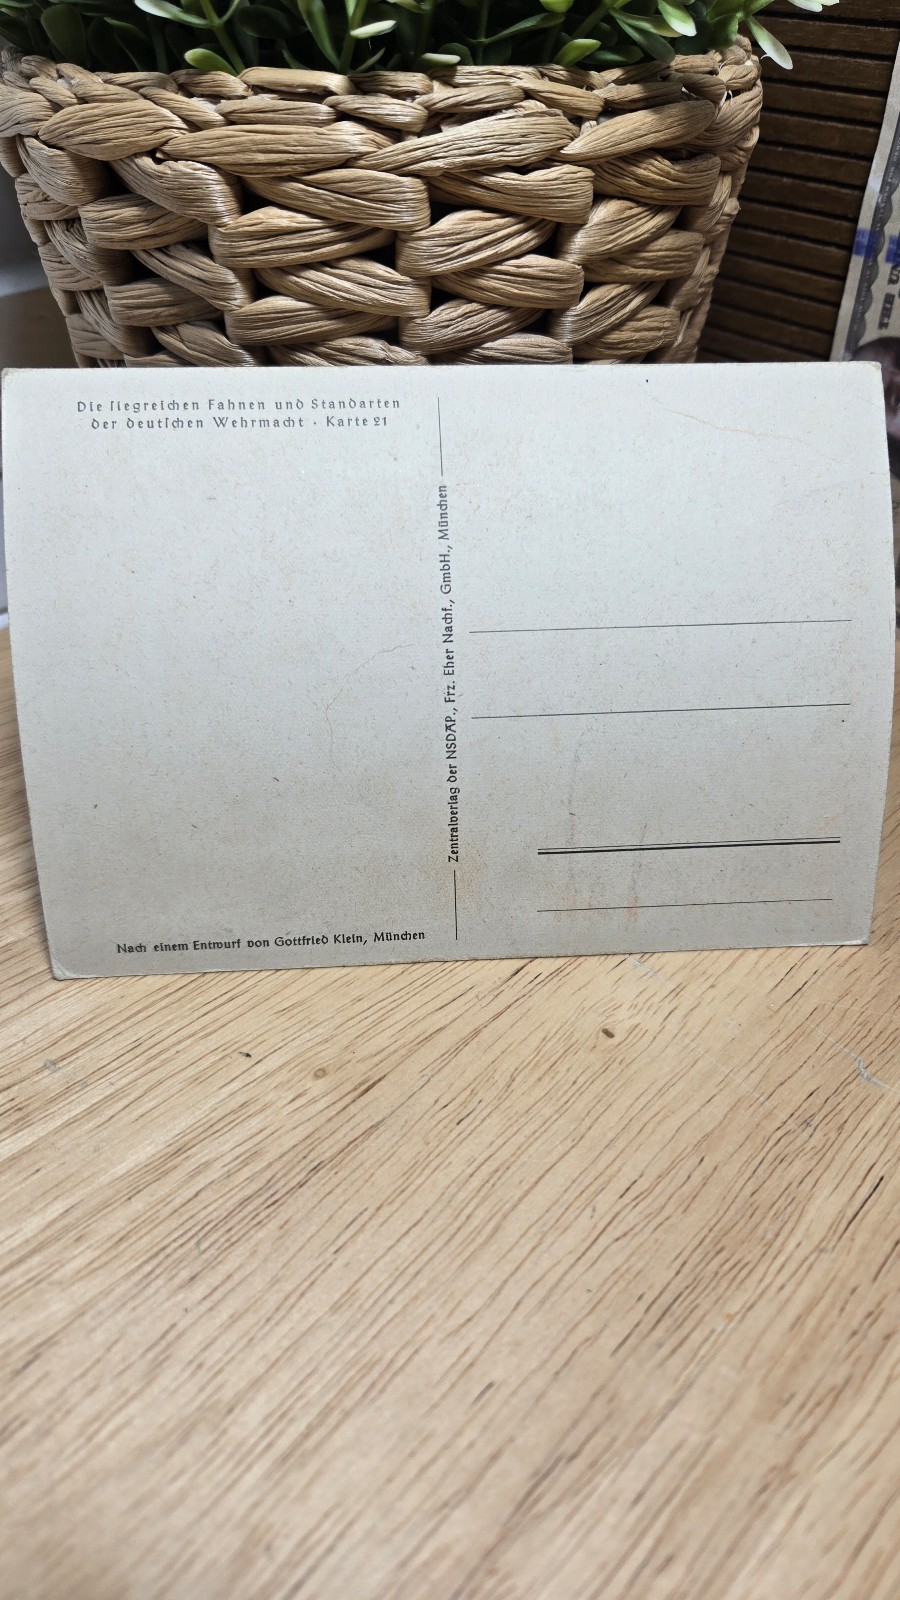 Die ſiegreichen Fahnen und Standarten
der deutſchen Wehrmacht · Karte 21
Zentralverlag der NSDAP., Frz. Eher Nachf., GmbH., München
Nach einem Entwurf von Gottfried Klein, München